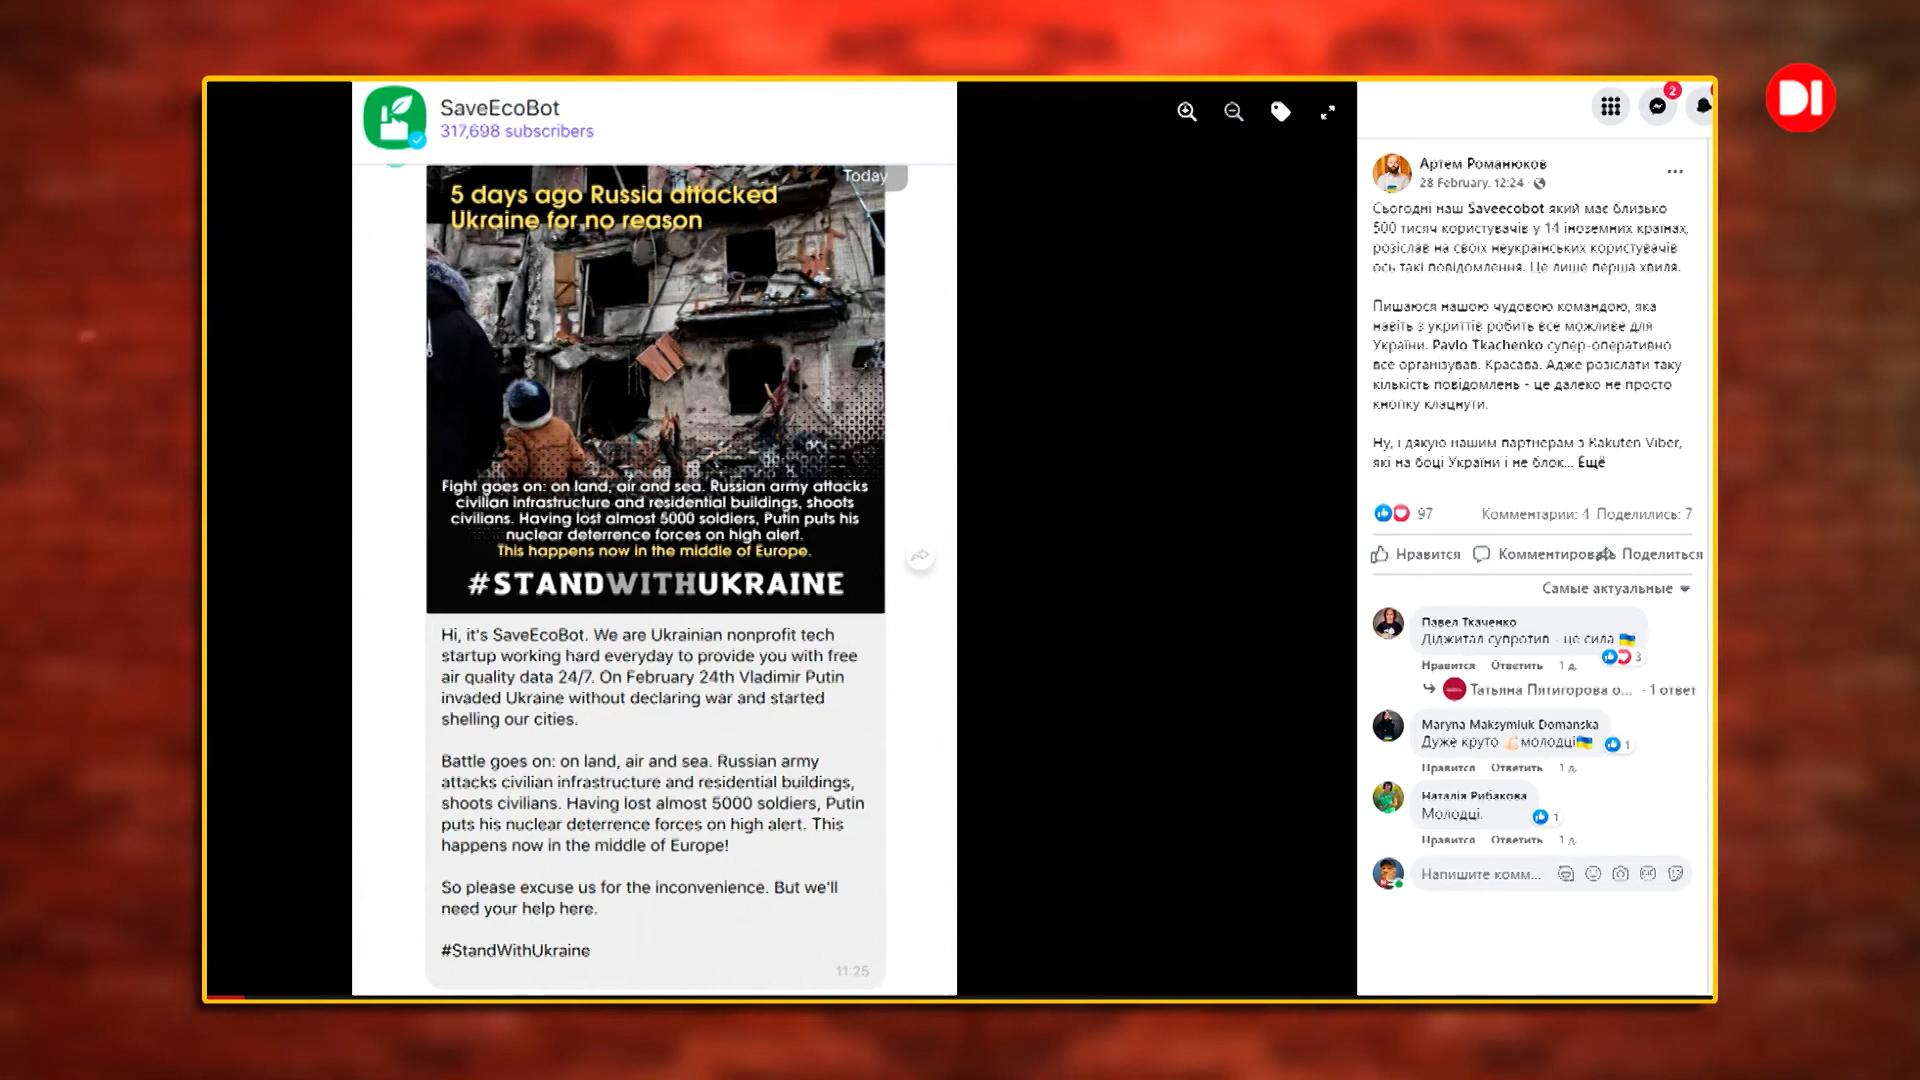 DI
SaveEcoBot
317,698 subscribers
Today
5 days ago Russia attacked
Ukraine for no reason
Fight goes on: on land, air and sea. Russian army attacks
civilian infrastructure and residential buildings, shoots
civilians. Having lost almost 5000 soldiers, Putin puts his
nuclear deterrence forces on high alert.
This happens now in the middle of Europe.
#STANDWITHUKRAINE
Hi, it's SaveEcoBot. We are Ukrainian nonprofit tech
startup working hard everyday to provide you with free
air quality data 24/7. On February 24th Vladimir Putin
invaded Ukraine without declaring war and started
shelling our cities.
Battle goes on: on land, air and sea. Russian army
attacks civilian infrastructure and residential buildings,
shoots civilians. Having lost almost 5000 soldiers, Putin
puts his nuclear deterrence forces on high alert. This
happens now in the middle of Europe!
So please excuse us for the inconvenience. But we'll
need your help here.
#StandWithUkraine
11:25
2
Артем Романюков
28 February, 12:24 ·
Сьогодні наш Saveecobot який має близько
500 тисяч користувачів у 14 іноземних країнах,
розіслав на своїх неукраїнських користувачів
ось такі повідомлення. Це лише перша хвиля.
Пишаюся нашою чудовою командою, яка
навіть з укриттів робить все можливе для
України. Pavlo Tkachenko супер-оперативно
все організував. Красава. Адже розіслати таку
кількість повідомлень - це далеко не просто
кнопку клацнути.
Ну, і дякую нашим партнерам з Rakuten Viber,
які на боці України і не блок... Ещё
97 Комментарии: 4 Поделились: 7
Нравится Комментировать Поделиться
Самые актуальные
Павел Ткаченко
Діджитал супротив - це сила
3
Нравится Ответить 1 д.
Татьяна Пятигорова о... · 1 ответ
Maryna Maksymiuk Domanska
Дуже круто молодці
1
Нравится Ответить 1 д.
Наталія Рибакова
Молодці.
1
Нравится Ответить 1 д.
Напишите комм...